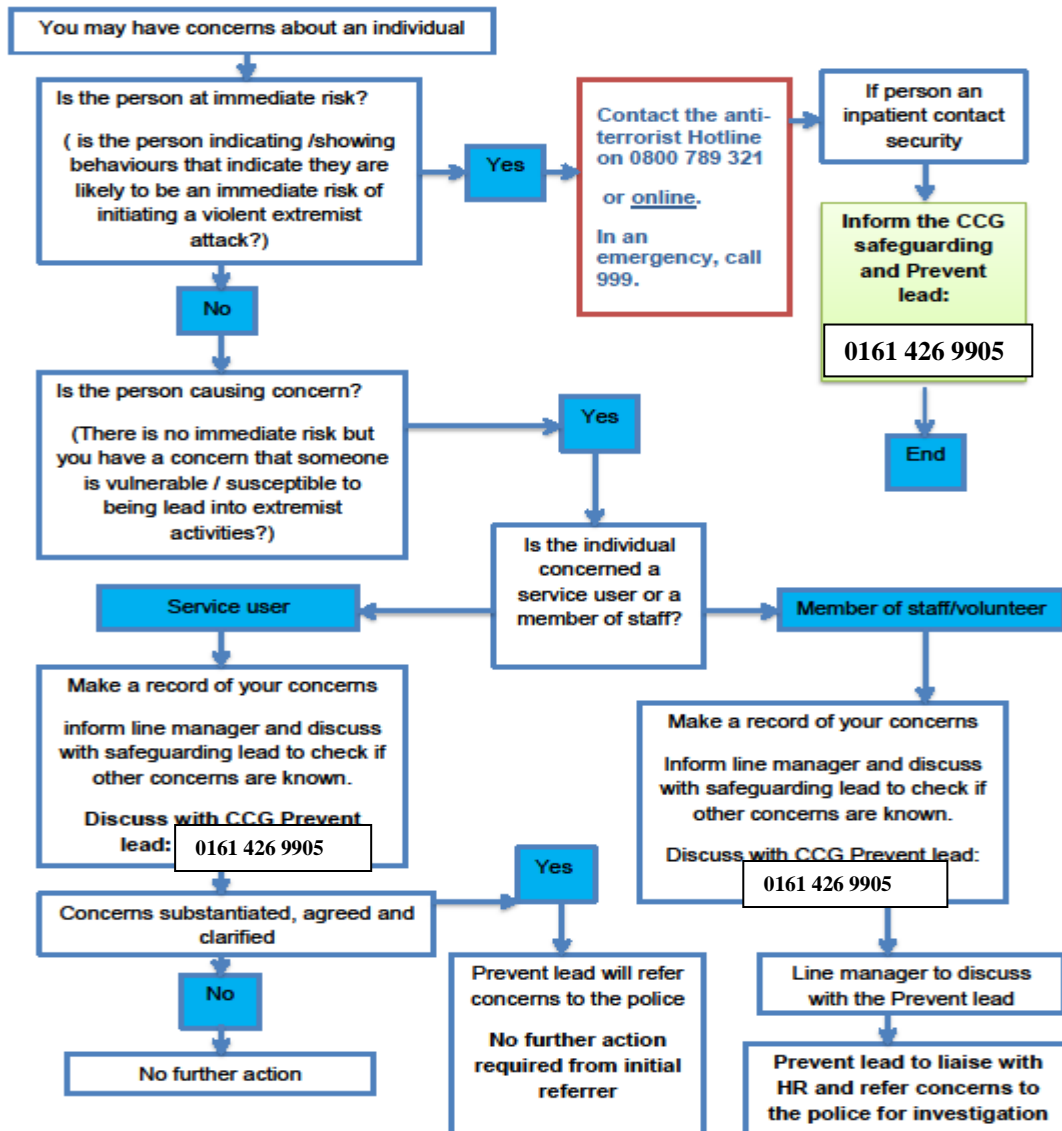 You may have concerns about an individual
Is the person at immediate risk?
( is the person indicating /showing
behaviours that indicate they are
likely to be an immediate risk of
initiating a violent extremist
attack?)
Yes
Contact the anti-
terrorist Hotline
on 0800 789 321
or online.
In an
emergency, call
999.
If person an
inpatient contact
security
Inform the CCG
safeguarding
and Prevent
lead:
0161 426 9905
End
No
Is the person causing concern?
(There is no immediate risk but
you have a concern that someone
is vulnerable / susceptible to
being lead into extremist
activities?)
Yes
Is the individual
concerned a
service user or a
member of staff?
Service user
Make a record of your concerns
inform line manager and discuss
with safeguarding lead to check if
other concerns are known.
Discuss with CCG Prevent
lead: 0161 426 9905
Concerns substantiated, agreed and
clarified
No
No further action
Yes
Prevent lead will refer
concerns to the police
No further action
required from initial
referrer
Member of staff/volunteer
Make a record of your concerns
Inform line manager and discuss
with safeguarding lead to check if
other concerns are known.
Discuss with CCG Prevent lead:
0161 426 9905
Line manager to discuss
with the Prevent lead
Prevent lead to liaise with
HR and refer concerns to
the police for investigation